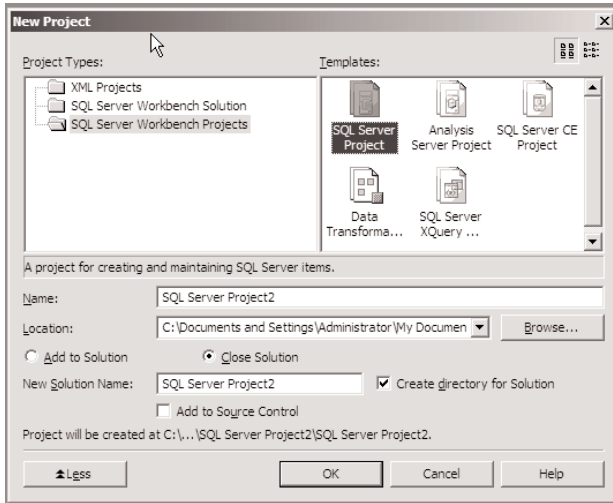 New Project
Project Types:
Templates:
XML Projects
SQL Server Workbench Solution
SQL Server Workbench Projects
SQL Server Project
Analysis Server Project
SQL Server CE Project
Data Transforma...
SQL Server XQuery ...
A project for creating and maintaining SQL Server items.
Name:
SQL Server Project2
Location:
C:\Documents and Settings\Administrator\My Documen
Browse...
Add to Solution
Close Solution
New Solution Name:
SQL Server Project2
Create directory for Solution
Add to Source Control
Project will be created at C:\...\SQL Server Project2\SQL Server Project2.
Less
OK
Cancel
Help